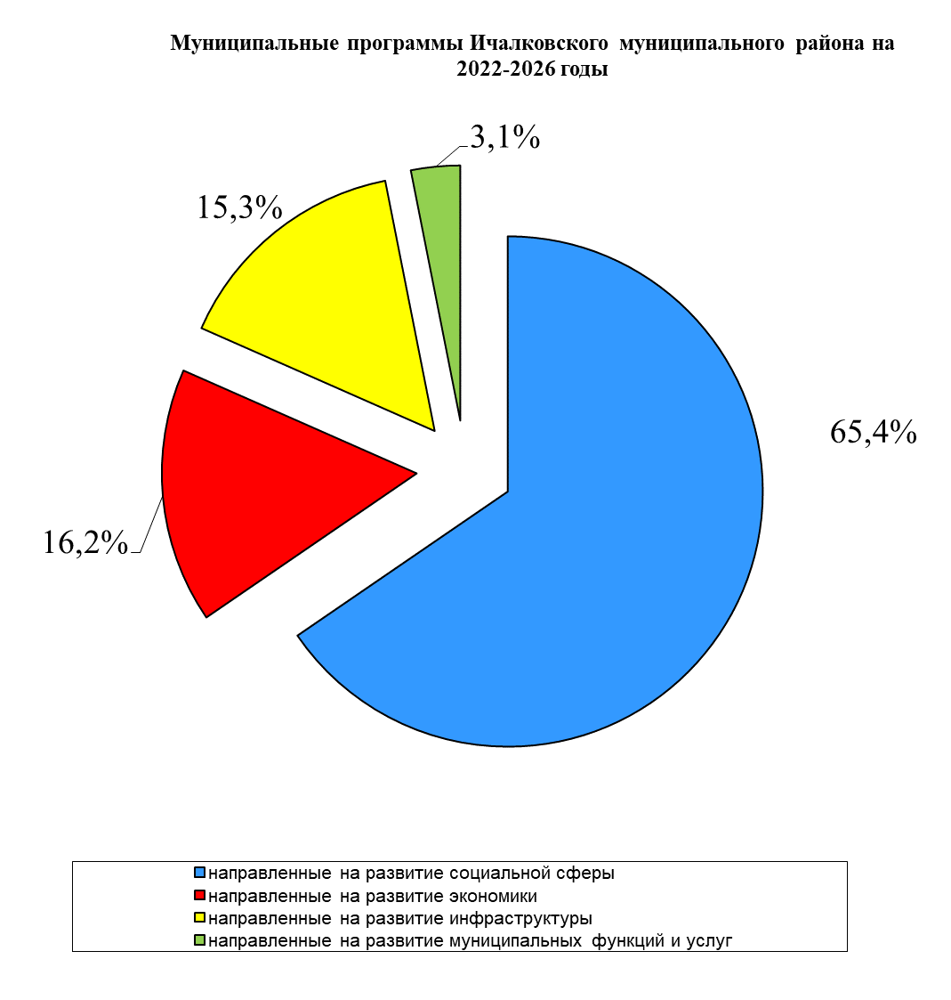 Муниципальные программы Ичалковского муниципального района на
2022-2026 годы
3,1%
15,3%
65,4%
16,2%
направленные на развитие социальной сферы
направленные на развитие экономики
направленные на развитие инфраструктуры
направленные на развитие муниципальных функций и услуг